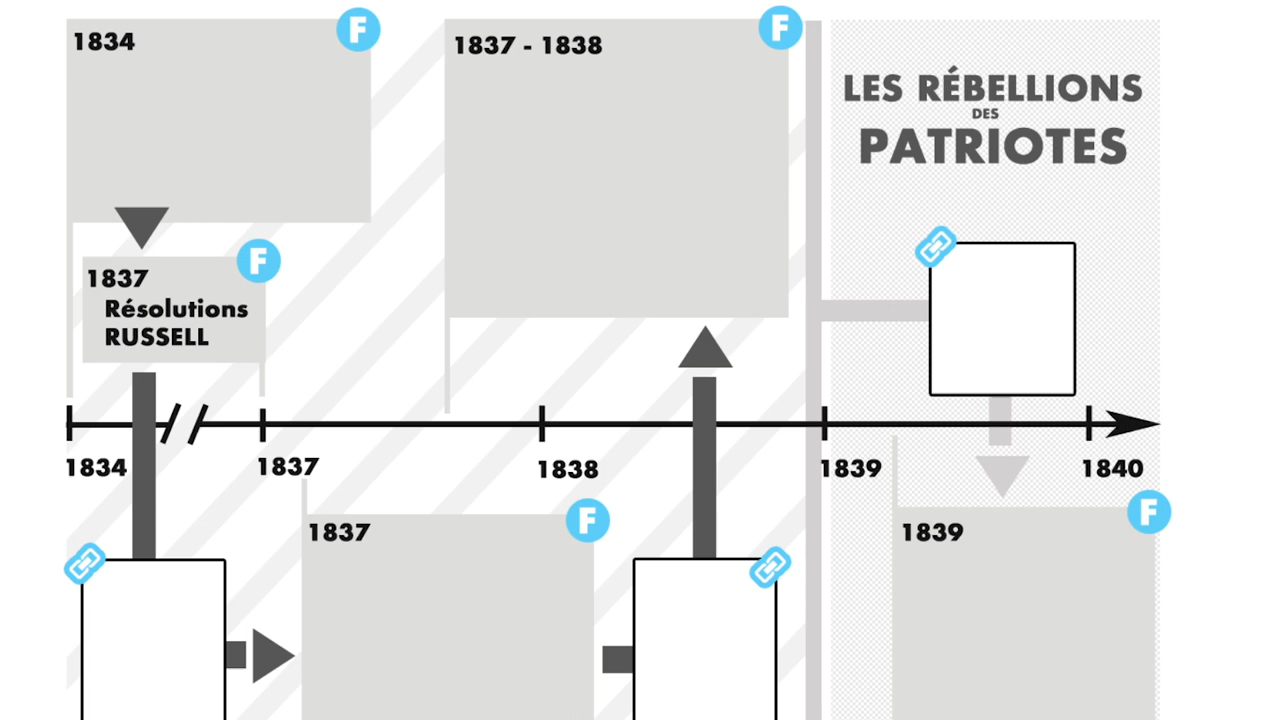 1834
F
1837 - 1838
F
LES RÉBELLIONS
DES
PATRIOTES
1837
F
Résolutions
RUSSELL
1834
1837
1838
1839
1840
1837
F
1839
F